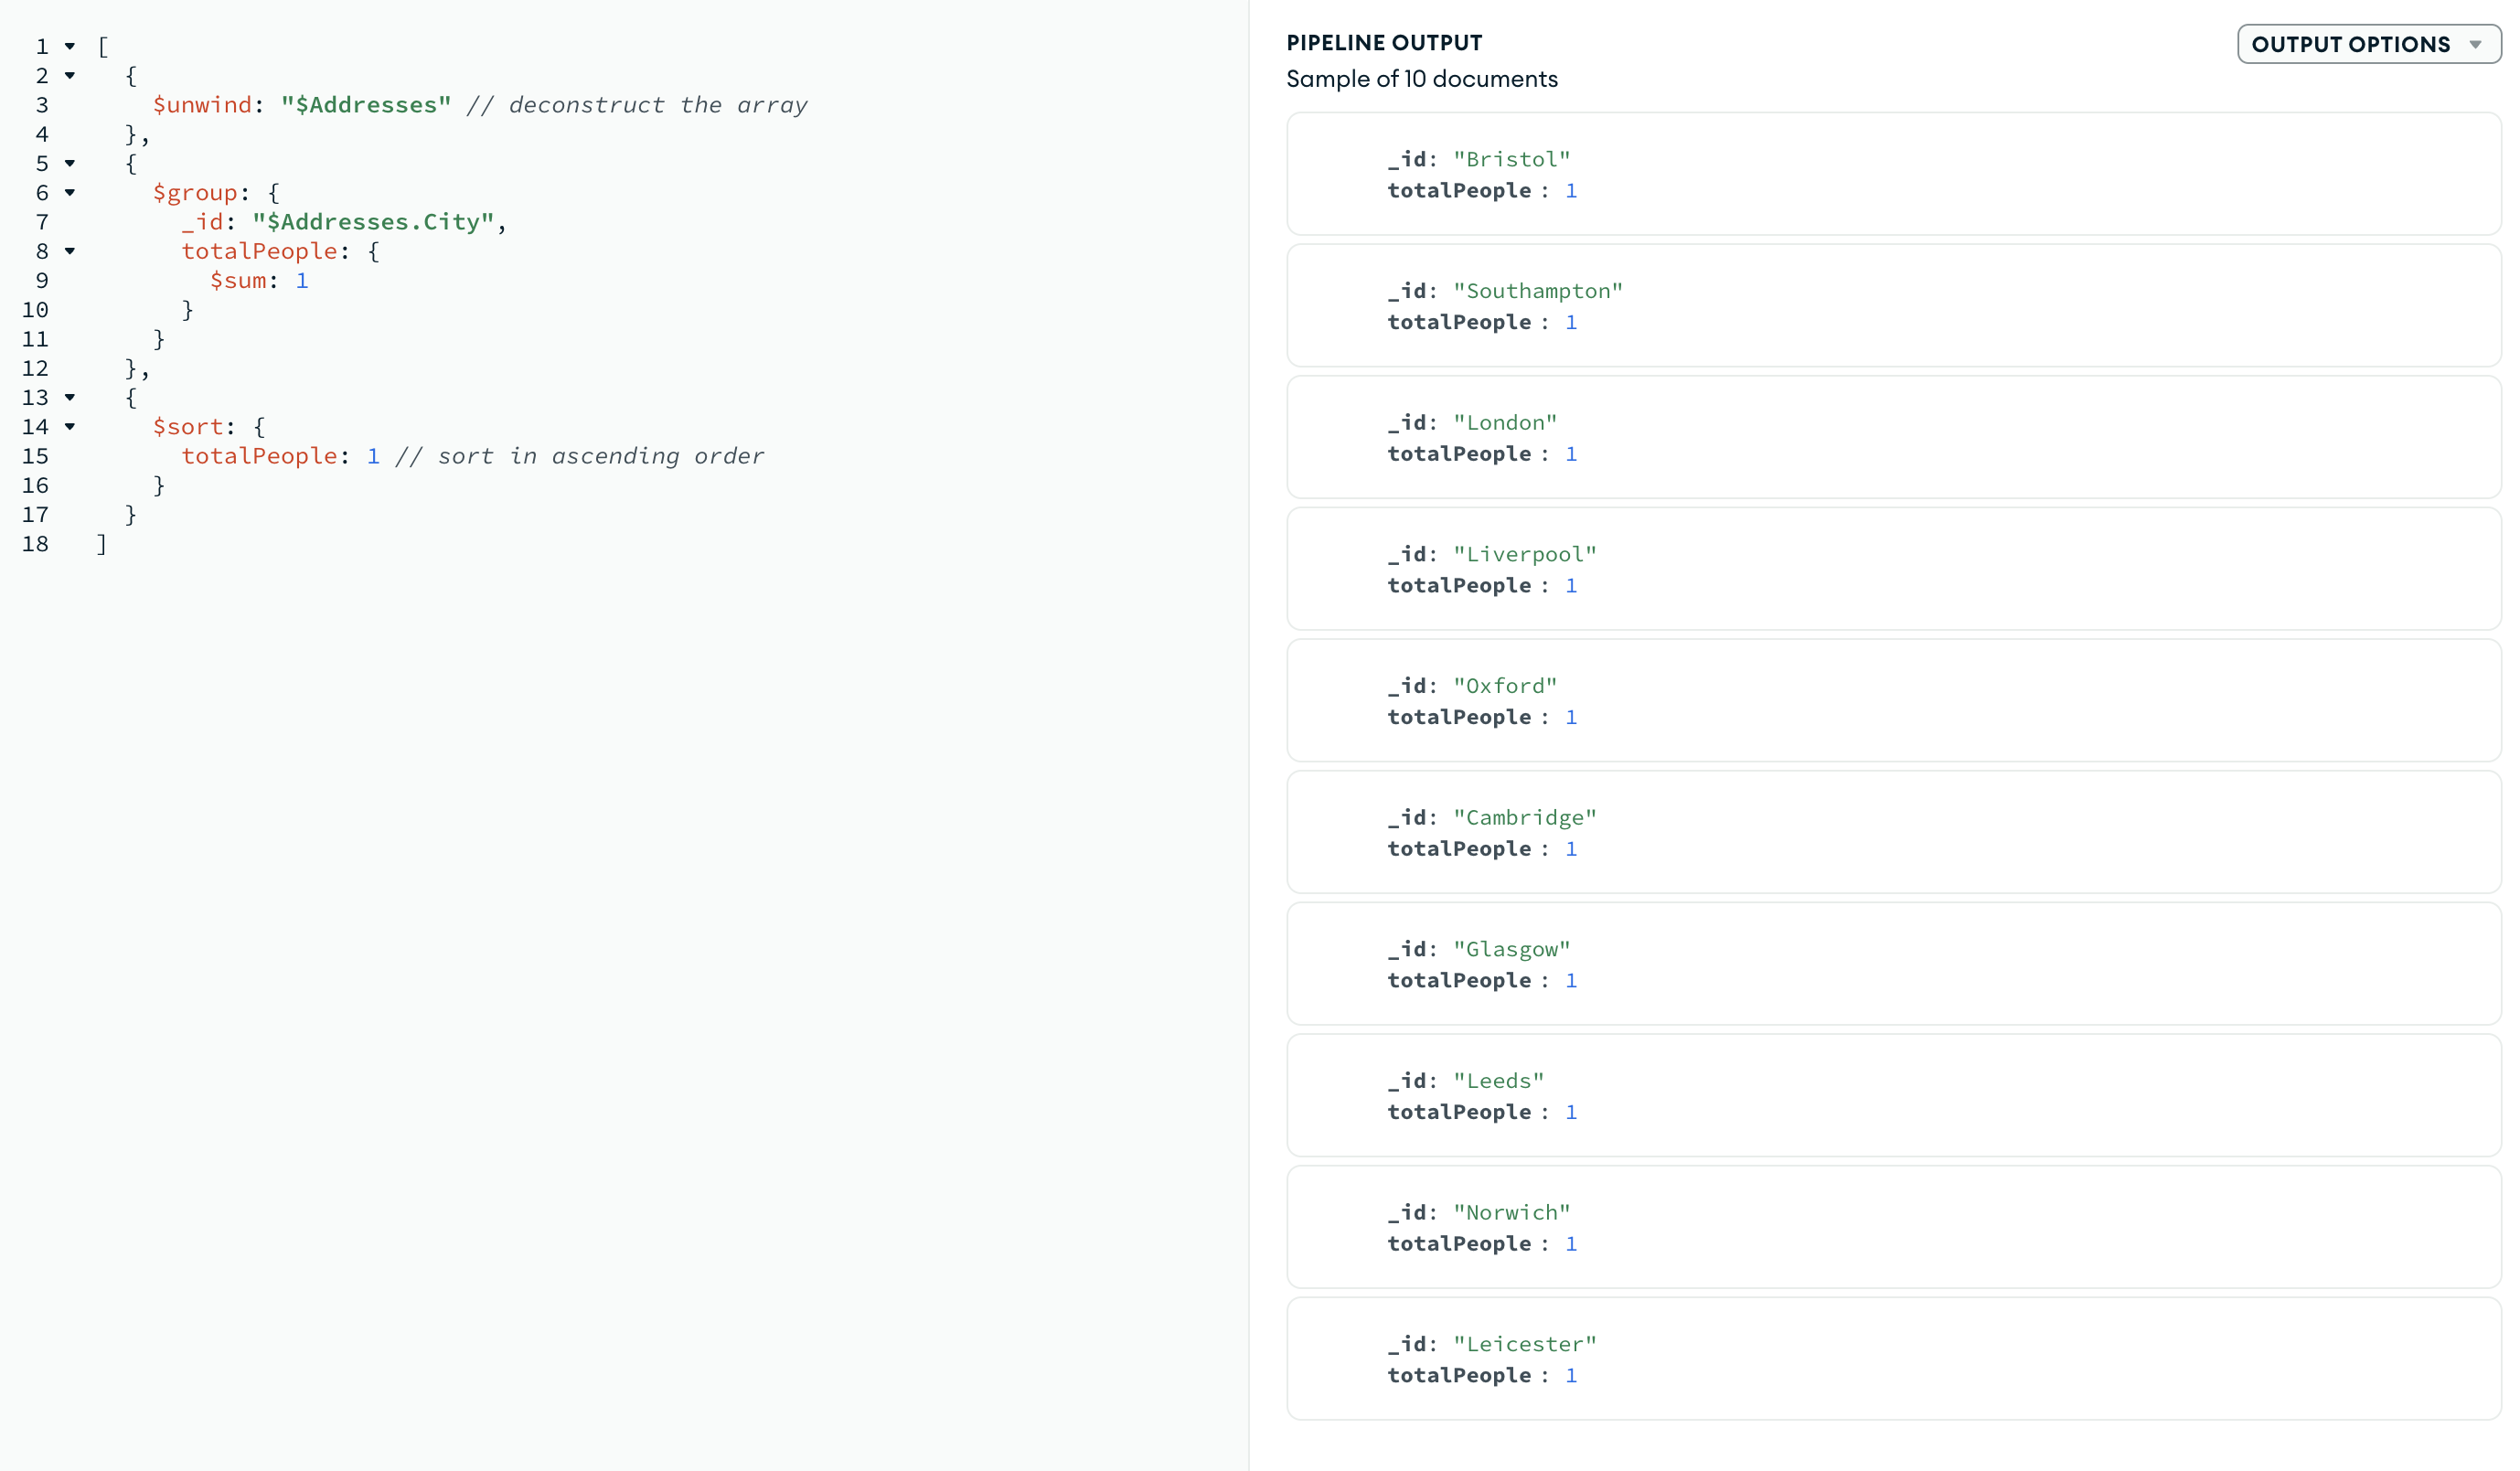 1 [
2 {
3 $unwind: "$Addresses" // deconstruct the array
4 },
5 {
6 $group: {
7 _id: "$Addresses.City",
8 totalPeople: {
9 $sum: 1
10 }
11 }
12 },
13 {
14 $sort: {
15 totalPeople: 1 // sort in ascending order
16 }
17 }
18 ]
PIPELINE OUTPUT
OUTPUT OPTIONS
Sample of 10 documents
_id: "Bristol"
totalPeople : 1
_id: "Southampton"
totalPeople : 1
_id: "London"
totalPeople : 1
_id: "Liverpool"
totalPeople : 1
_id: "Oxford"
totalPeople : 1
_id: "Cambridge"
totalPeople : 1
_id: "Glasgow"
totalPeople : 1
_id: "Leeds"
totalPeople : 1
_id: "Norwich"
totalPeople : 1
_id: "Leicester"
totalPeople : 1